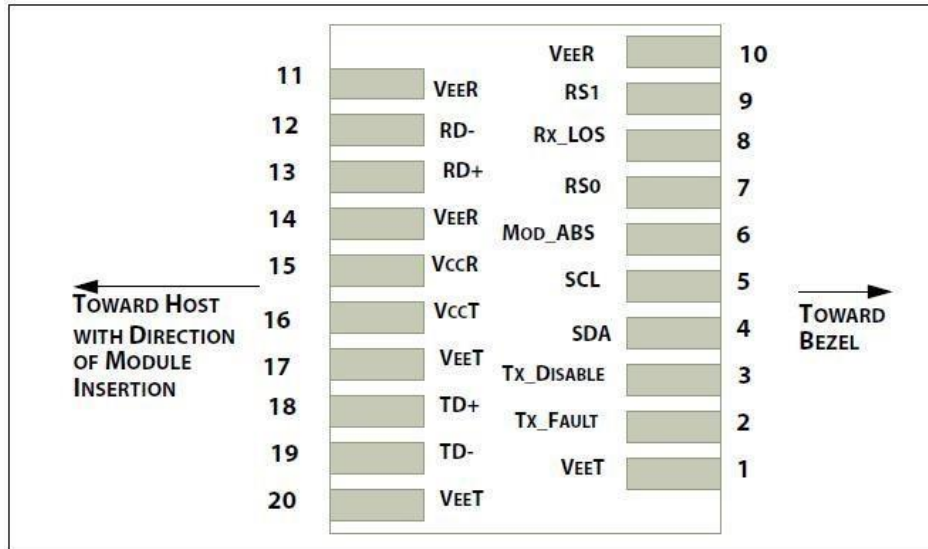 11 VEER
12 RD-
13 RD+
14 VEER
15 VCCR
16 VCCT
17 VEET
18 TD+
19 TD-
20 VEET
TOWARD HOST
WITH DIRECTION
OF MODULE
INSERTION
VEER 10
RS1 9
RX_LOS 8
RS0 7
MOD_ABS 6
SCL 5
SDA 4
TX_DISABLE 3
TX_FAULT 2
VEET 1
TOWARD
BEZEL